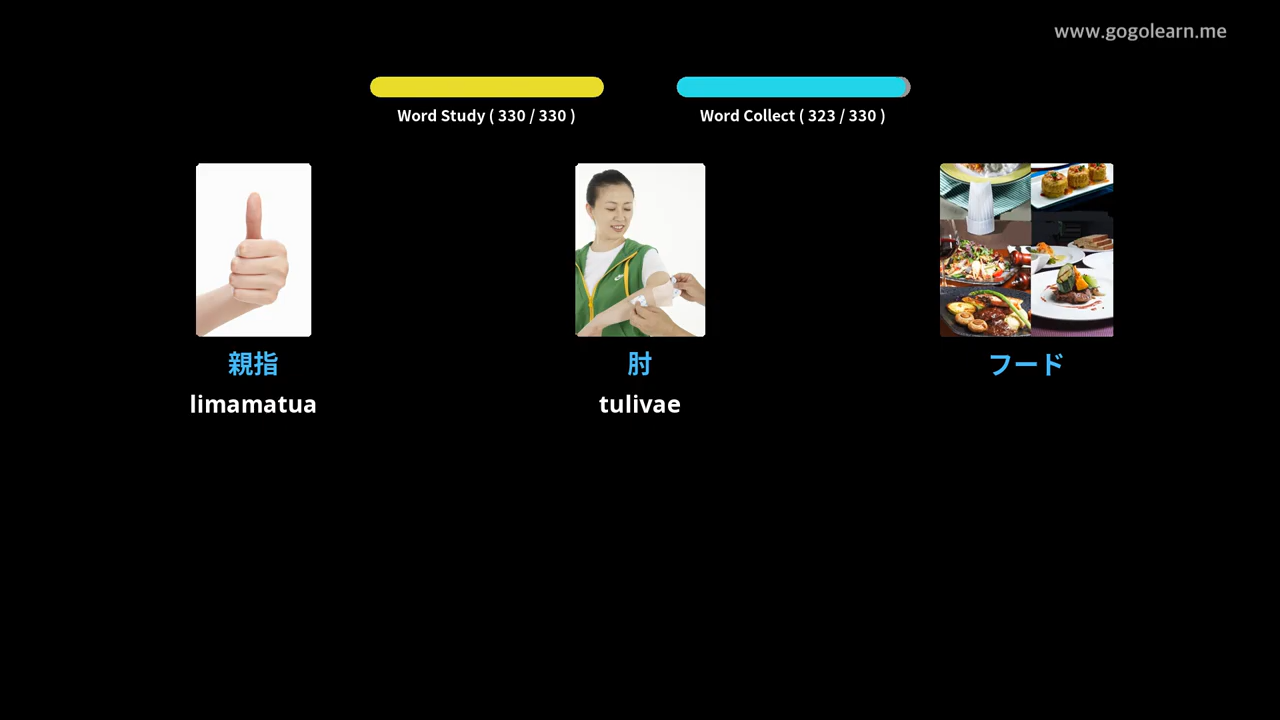 www.gogolearn.me
Word Study ( 330 / 330 )
Word Collect ( 323 / 330 )
親指
肘
フード
limamatua
tulivae